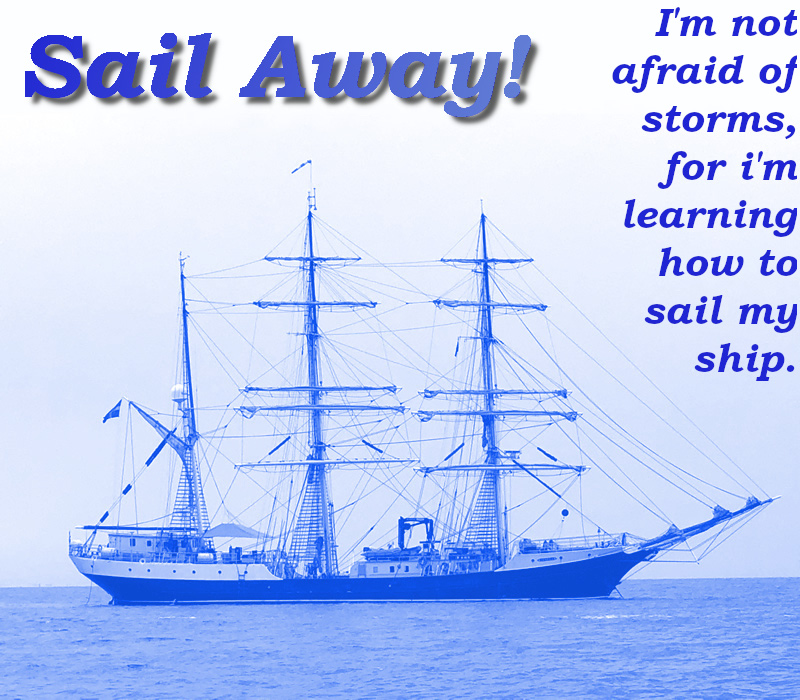 Sail Away!
I'm not
afraid of
storms,
for i'm
learning
how to
sail my
ship.